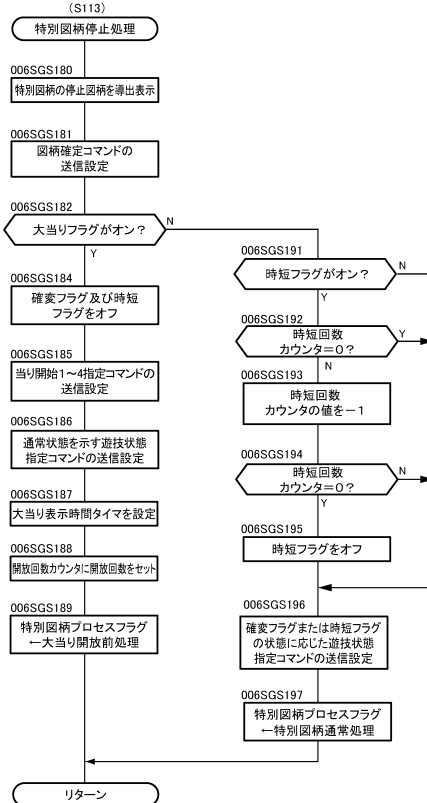 (S113)
特別図柄停止処理
006SGS180
特別図柄の停止図柄を導出表示
006SGS181
図柄確定コマンドの
送信設定
006SGS182
大当りフラグがオン？
N
Y
006SGS184
確変フラグ及び時短
フラグをオフ
006SGS185
当り開始1～4指定コマンドの
送信設定
006SGS186
通常状態を示す遊技状態
指定コマンドの送信設定
006SGS187
大当り表示時間タイマを設定
006SGS188
開放回数カウンタに開放回数をセット
006SGS189
特別図柄プロセスフラグ
←大当り開放前処理
006SGS191
時短フラグがオン？
N
Y
006SGS192
時短回数
カウンタ=0？
Y
N
006SGS193
時短回数
カウンタの値を－1
006SGS194
時短回数
カウンタ=0？
N
Y
006SGS195
時短フラグをオフ
006SGS196
確変フラグまたは時短フラグ
の状態に応じた遊技状態
指定コマンドの送信設定
006SGS197
特別図柄プロセスフラグ
←特別図柄通常処理
リターン